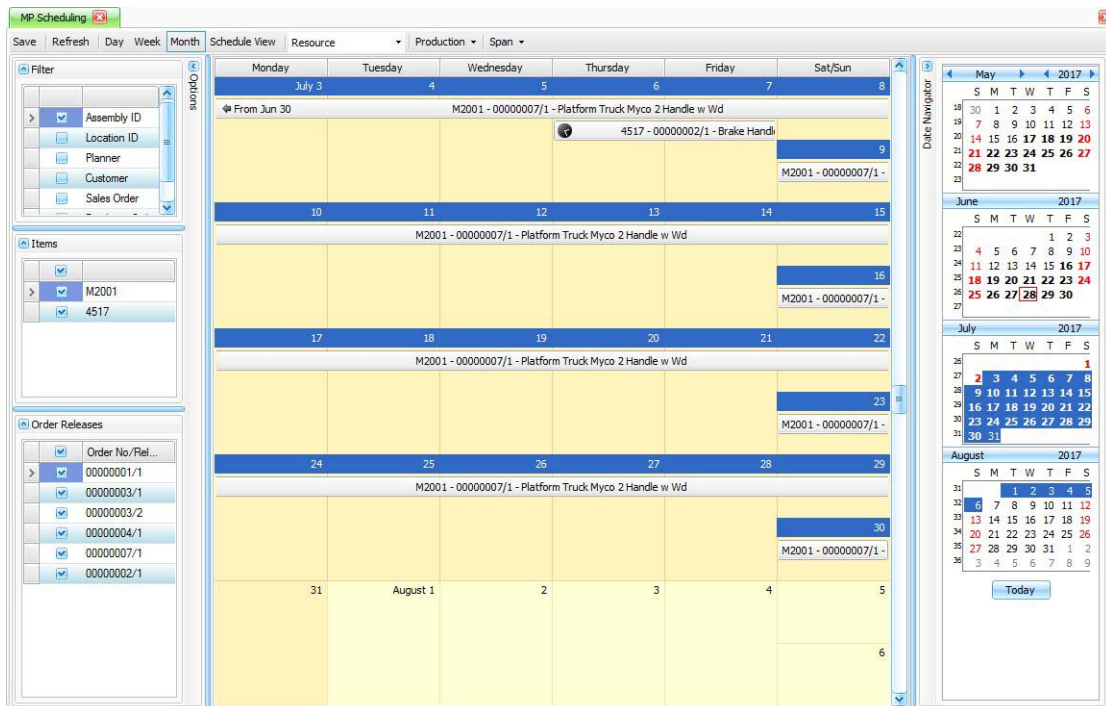 MP Scheduling
Save Refresh Day Week Month Schedule View Resource Production Span
Filter
Assembly ID
Location ID
Planner
Customer
Sales Order
Items
M2001
4517
Order Releases
Order No/Rel...
00000001/1
00000003/1
00000003/2
00000004/1
00000007/1
00000002/1
Options
Monday Tuesday Wednesday Thursday Friday Sat/Sun
July 3 4 5 6 7 8
From Jun 30 M2001 - 00000007/1 - Platform Truck Myco 2 Handle w Wd
4517 - 00000002/1 - Brake Handl
9
M2001 - 00000007/1 -
10 11 12 13 14 15
M2001 - 00000007/1 - Platform Truck Myco 2 Handle w Wd
16
M2001 - 00000007/1 -
17 18 19 20 21 22
M2001 - 00000007/1 - Platform Truck Myco 2 Handle w Wd
23
M2001 - 00000007/1 -
24 25 26 27 28 29
M2001 - 00000007/1 - Platform Truck Myco 2 Handle w Wd
30
M2001 - 00000007/1 -
31 August 1 2 3 4 5
6
Date Navigator
May 2017
S M T W T F S
18 30 1 2 3 4 5 6
19 7 8 9 10 11 12 13
20 14 15 16 17 18 19 20
21 21 22 23 24 25 26 27
22 28 29 30 31
23
June 2017
S M T W T F S
22 1 2 3
23 4 5 6 7 8 9 10
24 11 12 13 14 15 16 17
25 18 19 20 21 22 23 24
26 25 26 27 28 29 30
27
July 2017
S M T W T F S
26 1
27 2 3 4 5 6 7 8
28 9 10 11 12 13 14 15
29 16 17 18 19 20 21 22
30 23 24 25 26 27 28 29
31 30 31
August 2017
S M T W T F S
31 1 2 3 4 5
32 6 7 8 9 10 11 12
33 13 14 15 16 17 18 19
34 20 21 22 23 24 25 26
35 27 28 29 30 31 1 2
36 3 4 5 6 7 8 9
Today